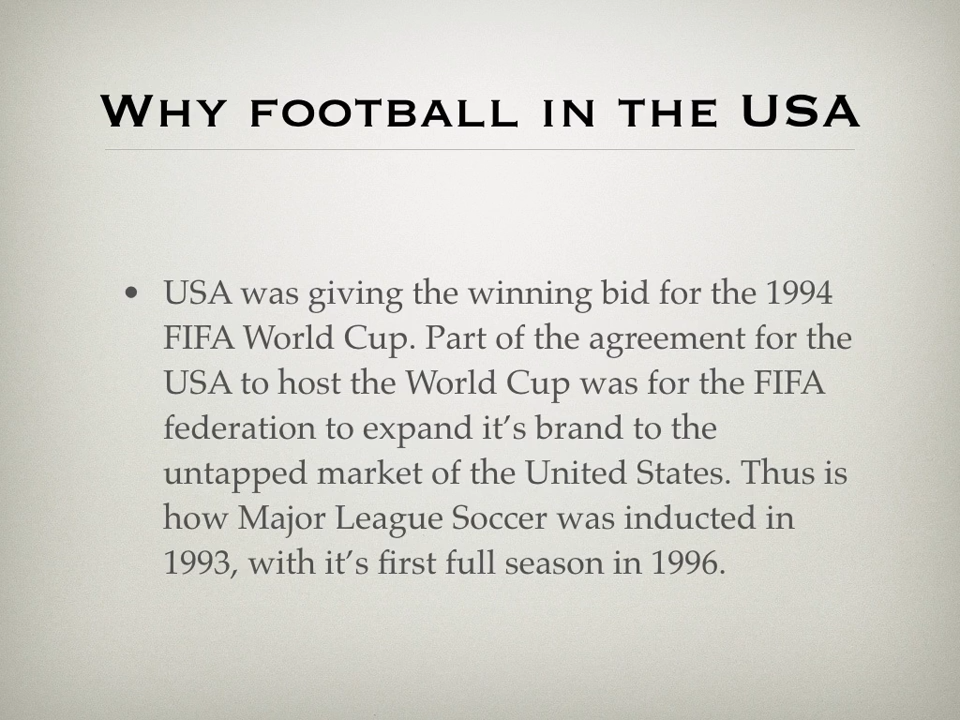 Why football in the USA
• USA was giving the winning bid for the 1994
FIFA World Cup. Part of the agreement for the
USA to host the World Cup was for the FIFA
federation to expand it’s brand to the
untapped market of the United States. Thus is
how Major League Soccer was inducted in
1993, with it’s first full season in 1996.